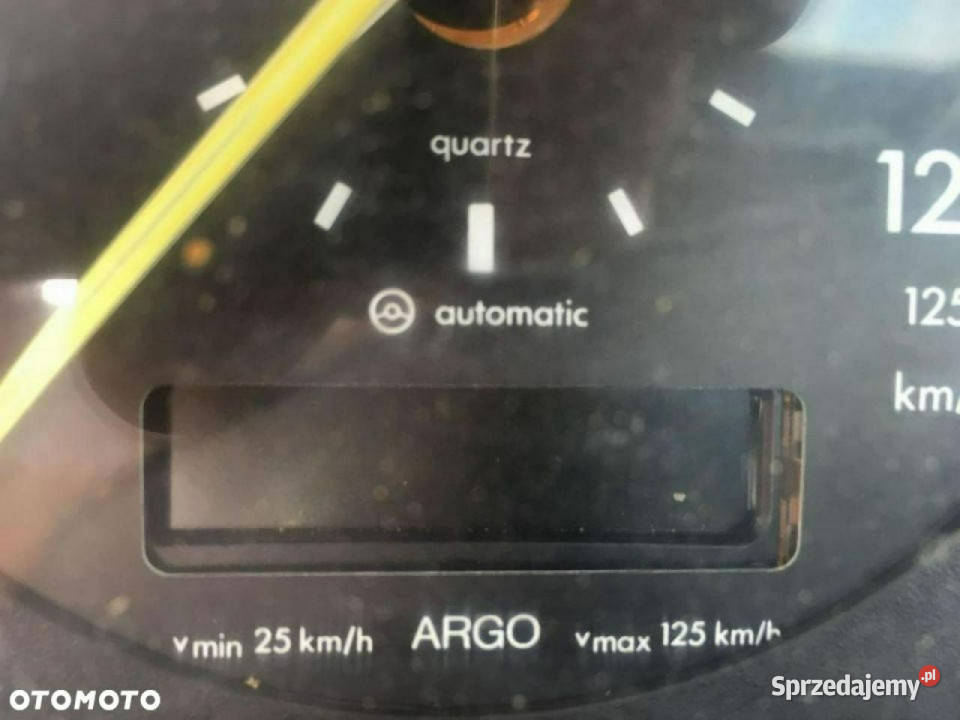 quartz
12
125
km/
automatic
vmin 25 km/h ARGO vmax 125 km/h
OTOMOTO
Sprzedajemy.pl